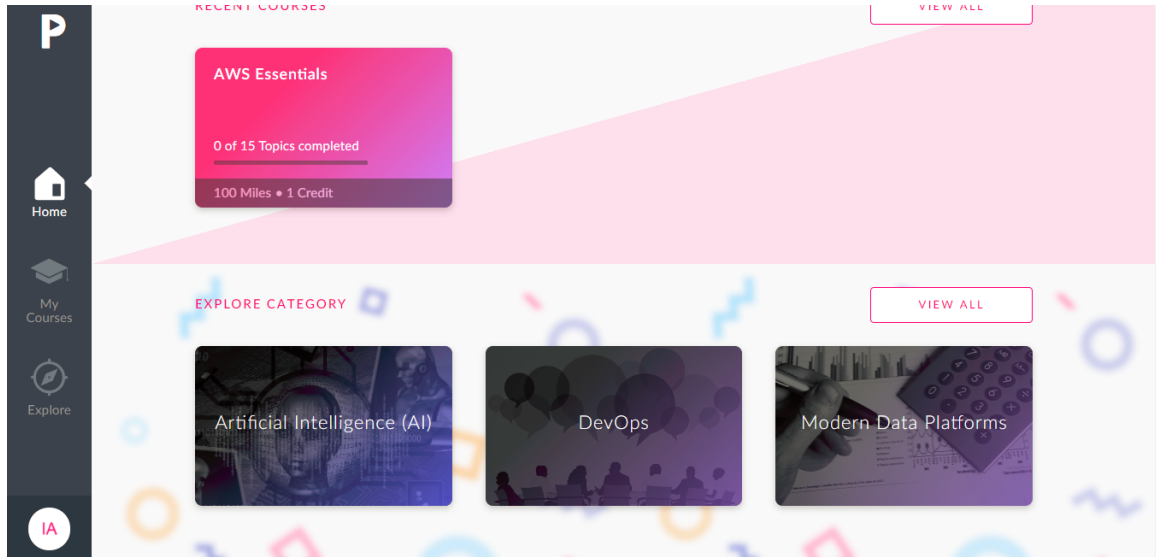 P
RECENT COURSES
VIEW ALL
AWS Essentials
0 of 15 Topics completed
100 Miles • 1 Credit
Home
My
Courses
Explore
IA
EXPLORE CATEGORY
VIEW ALL
Artificial Intelligence (AI)
DevOps
Modern Data Platforms